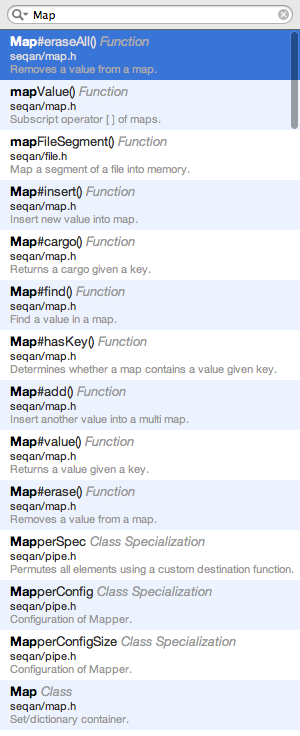 Map
Map#eraseAll() Function
seqan/map.h
Removes a value from a map.
mapValue() Function
seqan/map.h
Subscript operator [ ] of maps.
mapFileSegment() Function
seqan/file.h
Map a segment of a file into memory.
Map#insert() Function
seqan/map.h
Insert new value into map.
Map#cargo() Function
seqan/map.h
Returns a cargo given a key.
Map#find() Function
seqan/map.h
Find a value in a map.
Map#hasKey() Function
seqan/map.h
Determines whether a map contains a value given key.
Map#add() Function
seqan/map.h
Insert another value into a multi map.
Map#value() Function
seqan/map.h
Returns a value given a key.
Map#erase() Function
seqan/map.h
Removes a value from a map.
MapperSpec Class Specialization
seqan/pipe.h
Permutes all elements using a custom destination function.
MapperConfig Class Specialization
seqan/pipe.h
Configuration of Mapper.
MapperConfigSize Class Specialization
seqan/pipe.h
Configuration of Mapper.
Map Class
seqan/map.h
Set/dictionary container.